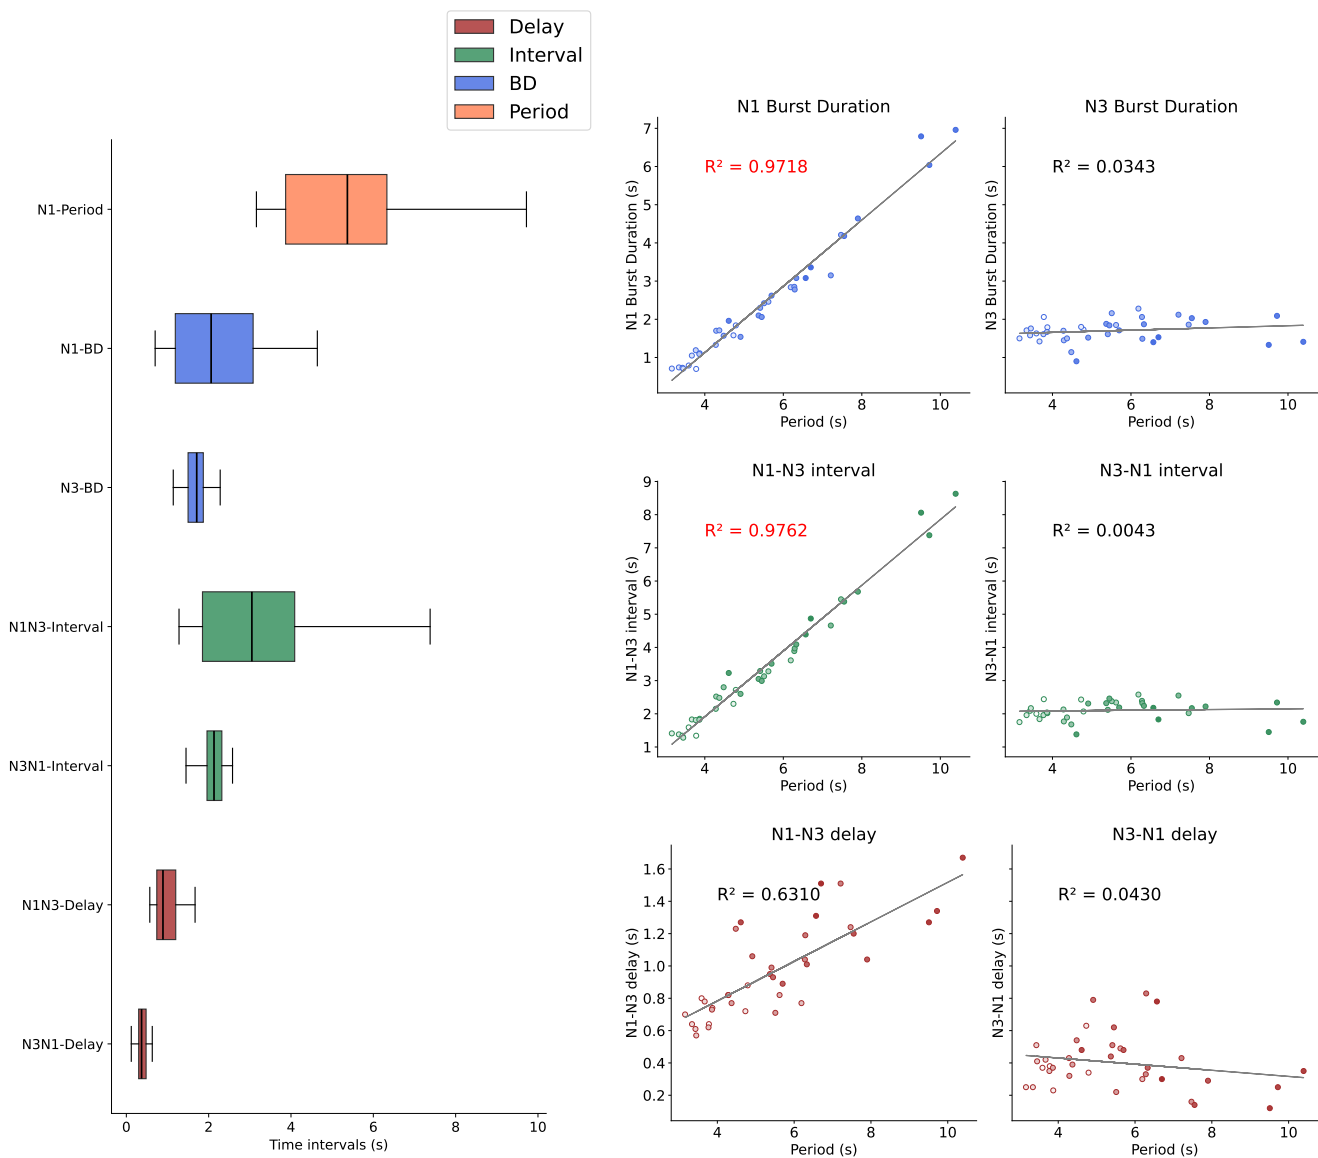 Delay
Interval
BD
Period
N1-Period
N1-BD
N3-BD
N1N3-Interval
N3N1-Interval
N1N3-Delay
N3N1-Delay
0 2 4 6 8 10
Time intervals (s)
N1 Burst Duration
R² = 0.9718
N1 Burst Duration (s)
7
6
5
4
3
2
1
4 6 8 10
Period (s)
N3 Burst Duration
R² = 0.0343
N3 Burst Duration (s)
4 6 8 10
Period (s)
N1-N3 interval
R² = 0.9762
N1-N3 interval (s)
9
8
7
6
5
4
3
2
1
4 6 8 10
Period (s)
N3-N1 interval
R² = 0.0043
N3-N1 interval (s)
4 6 8 10
Period (s)
N1-N3 delay
R² = 0.6310
N1-N3 delay (s)
1.6
1.4
1.2
1.0
0.8
0.6
0.4
0.2
4 6 8 10
Period (s)
N3-N1 delay
R² = 0.0430
N3-N1 delay (s)
4 6 8 10
Period (s)